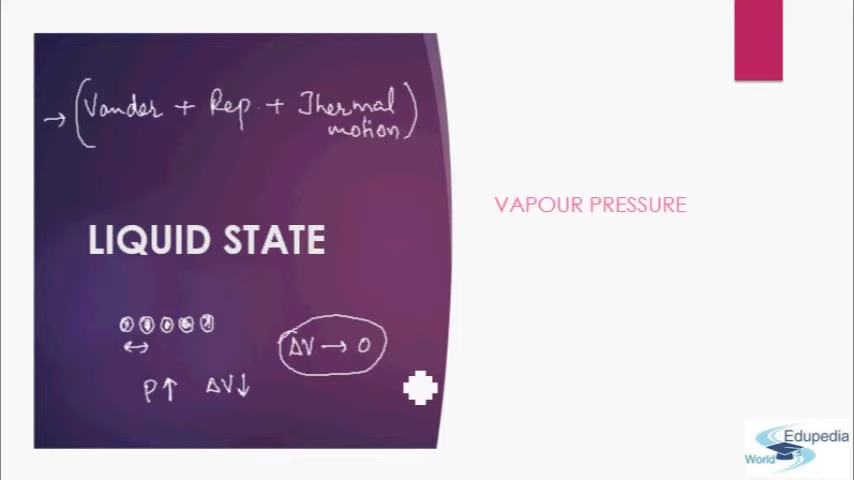 → (Vander + Rep. + Thermal
motion)
LIQUID STATE
VAPOUR PRESSURE
ΔV → 0
P↑ ΔV↓
Edupedia
World